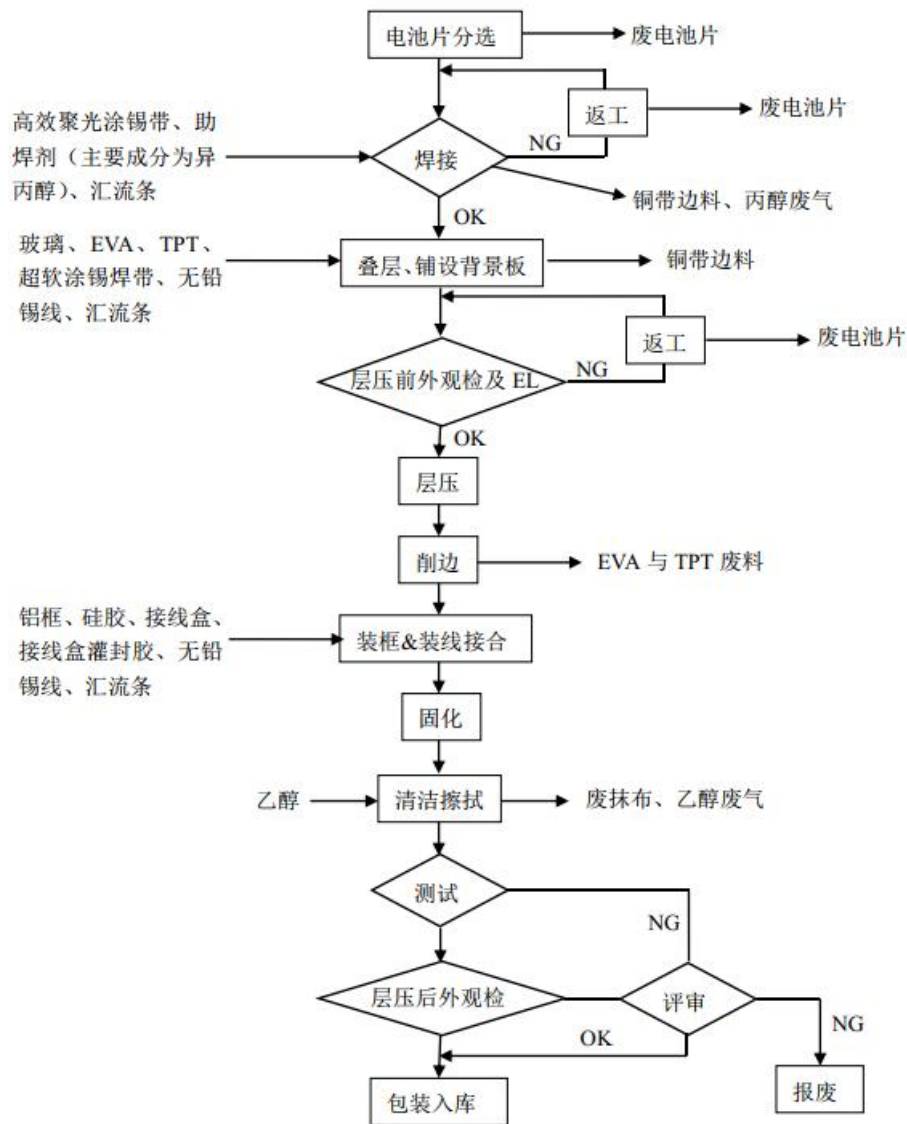 电池片分选
废电池片
返工
废电池片
高效聚光涂锡带、助
焊剂（主要成分为异
丙醇）、汇流条
焊接
NG
铜带边料、丙醇废气
OK
玻璃、EVA、TPT、
超软涂锡焊带、无铅
锡线、汇流条
叠层、铺设背景板
铜带边料
返工
废电池片
层压前外观检及 EL
NG
OK
层压
削边
EVA 与 TPT 废料
铝框、硅胶、接线盒、
接线盒灌封胶、无铅
锡线、汇流条
装框&装线接合
固化
乙醇
清洁擦拭
废抹布、乙醇废气
测试
NG
层压后外观检
评审
NG
OK
包装入库
报废